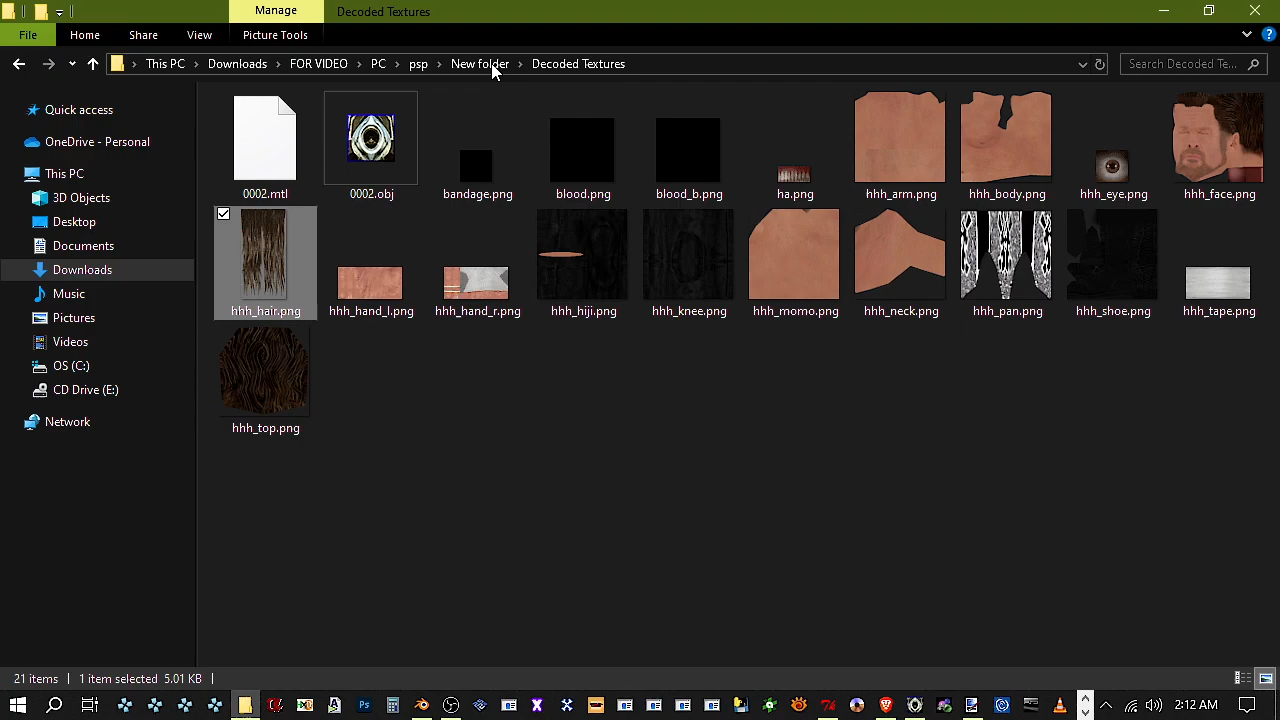 Manage
Decoded Textures
File
Home
Share
View
Picture Tools
This PC
Downloads
FOR VIDEO
PC
psp
New folder
Decoded Textures
Search Decoded Te...
Quick access
OneDrive - Personal
This PC
3D Objects
Desktop
Documents
Downloads
Music
Pictures
Videos
OS (C:)
CD Drive (E:)
Network
0002.mtl
0002.obj
bandage.png
blood.png
blood_b.png
ha.png
hhh_arm.png
hhh_body.png
hhh_eye.png
hhh_face.png
hhh_hair.png
hhh_hand_l.png
hhh_hand_r.png
hhh_hiji.png
hhh_knee.png
hhh_momo.png
hhh_neck.png
hhh_pan.png
hhh_shoe.png
hhh_tape.png
hhh_top.png
21 items
1 item selected 5.01 KB
Ps
2:12 AM